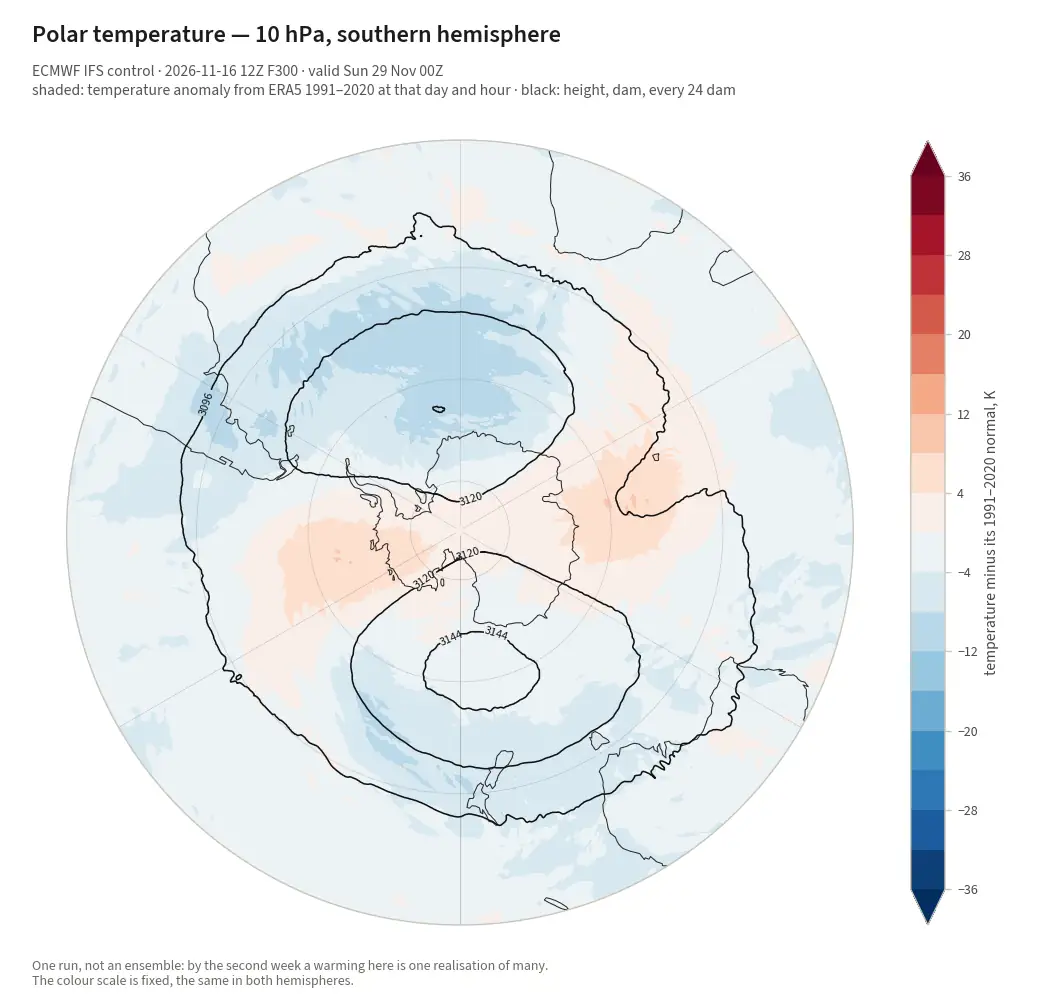 Polar temperature — 10 hPa, southern hemisphere
ECMWF IFS control · 2026-11-16 12Z F300 · valid Sun 29 Nov 00Z
shaded: temperature anomaly from ERA5 1991–2020 at that day and hour · black: height, dam, every 24 dam
36
28
20
12
4
−4
−12
−20
−28
−36
temperature minus its 1991–2020 normal, K
3096
3120
3120
3120
3144
3144
One run, not an ensemble: by the second week a warming here is one realisation of many.
The colour scale is fixed, the same in both hemispheres.